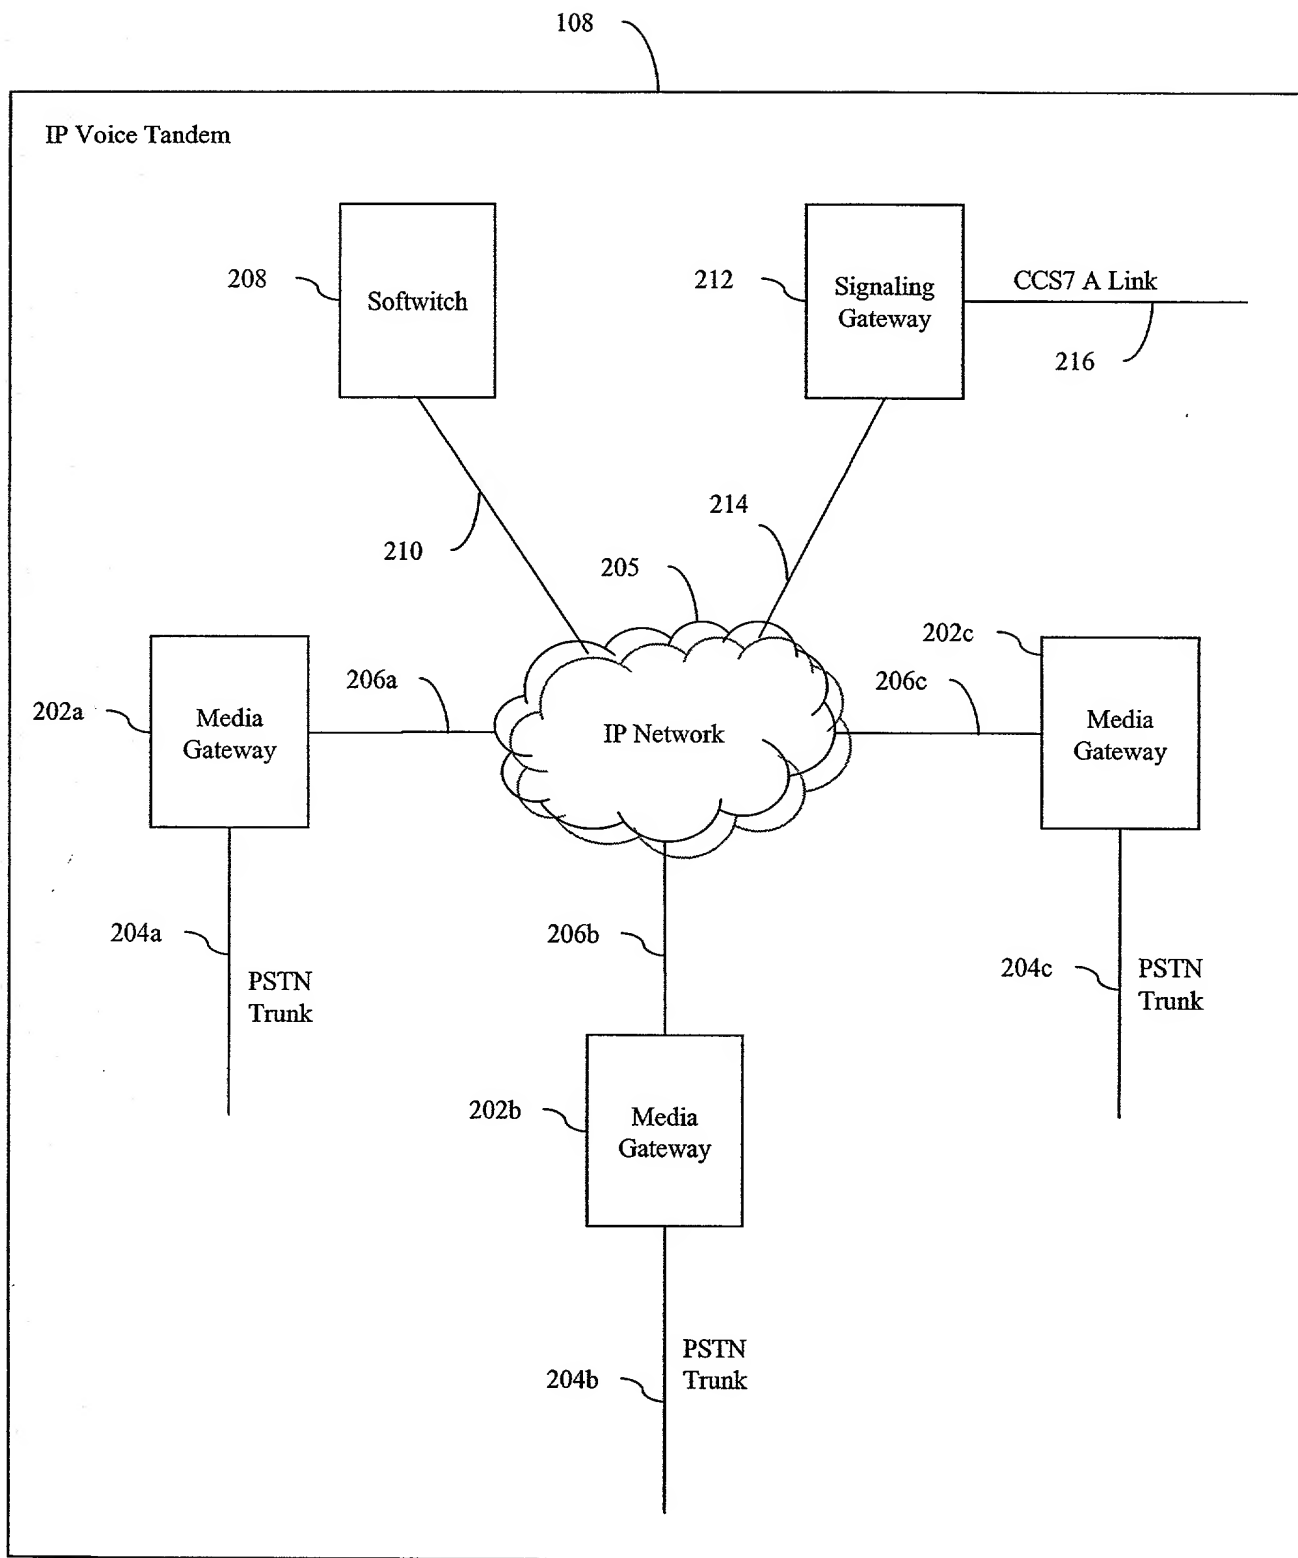 108
IP Voice Tandem
208
Softwitch
212
Signaling
Gateway
CCS7 A Link
216
210
214
205
202a
Media
Gateway
206a
IP Network
206c
202c
Media
Gateway
204a
PSTN
Trunk
206b
204c
PSTN
Trunk
202b
Media
Gateway
204b
PSTN
Trunk